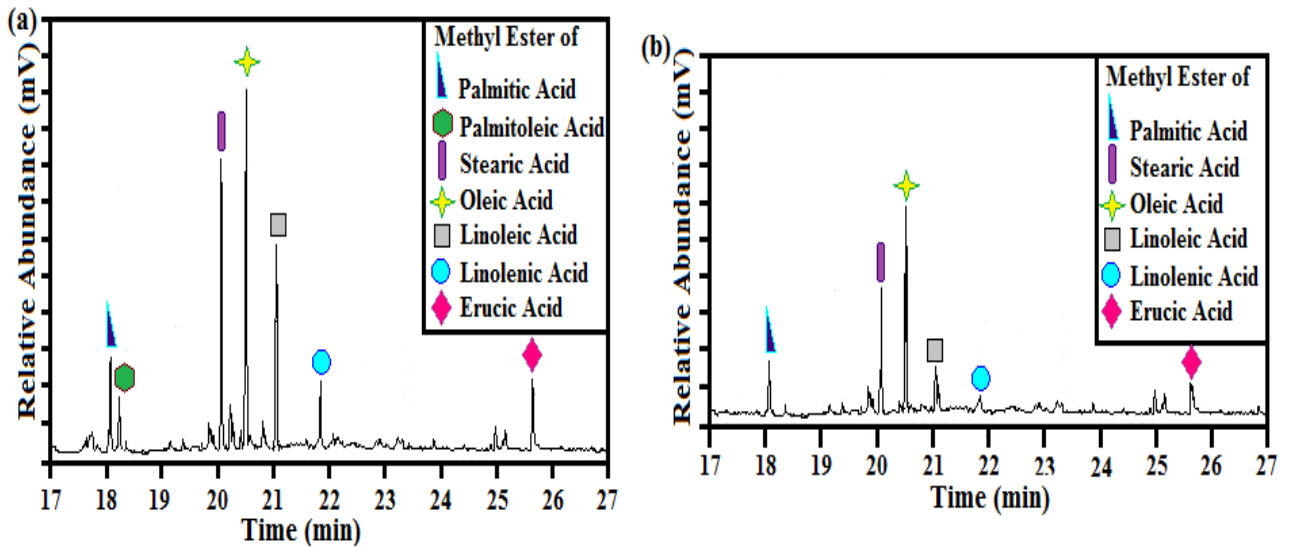 (a)
Relative Abundance (mV)
Methyl Ester of
Palmitic Acid
Palmitoleic Acid
Stearic Acid
Oleic Acid
Linoleic Acid
Linolenic Acid
Erucic Acid
17 18 19 20 21 22 23 24 25 26 27
Time (min)
(b)
Relative Abundance (mV)
Methyl Ester of
Palmitic Acid
Stearic Acid
Oleic Acid
Linoleic Acid
Linolenic Acid
Erucic Acid
17 18 19 20 21 22 23 24 25 26 27
Time (min)